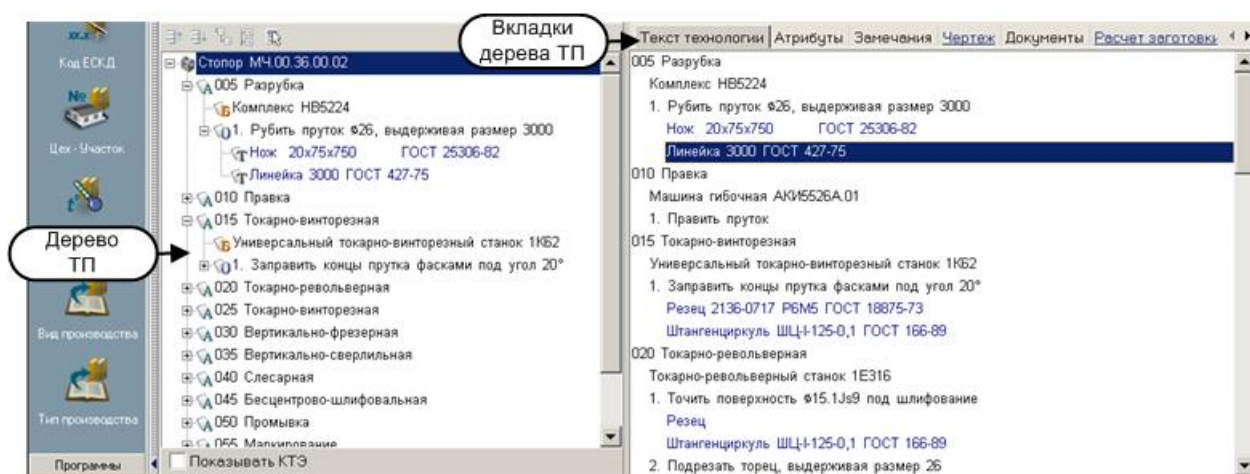 Код ЕСКД
Цех - Участок
Вид производства
Тип производства
Программы
Дерево
ТП
Вкладки
дерева ТП
Стопор МЧ.00.36.00.02
005 Разрубка
Комплекс НВ5224
1. Рубить пруток ⌀26, выдерживая размер 3000
Нож 20х75х750 ГОСТ 25306-82
Линейка 3000 ГОСТ 427-75
010 Правка
015 Токарно-винторезная
Универсальный токарно-винторезный станок 1К62
1. Заправить концы прутка фасками под угол 20°
020 Токарно-револьверная
025 Токарно-винторезная
030 Вертикально-фрезерная
035 Вертикально-сверлильная
040 Слесарная
045 Бесцентрово-шлифовальная
050 Промывка
055 Маркирование
Показывать КТЭ
Текст технологии Атрибуты Замечания Чертеж Документы Расчет заготовки
005 Разрубка
Комплекс НВ5224
1. Рубить пруток ⌀26, выдерживая размер 3000
Нож 20х75х750 ГОСТ 25306-82
Линейка 3000 ГОСТ 427-75
010 Правка
Машина гибочная АКИ5526А.01
1. Править пруток
015 Токарно-винторезная
Универсальный токарно-винторезный станок 1К62
1. Заправить концы прутка фасками под угол 20°
Резец 2136-0717 Р6М5 ГОСТ 18875-73
Штангенциркуль ШЦ-I-125-0,1 ГОСТ 166-89
020 Токарно-револьверная
Токарно-револьверный станок 1Е316
1. Точить поверхность ⌀15.1Js9 под шлифование
Резец
Штангенциркуль ШЦ-I-125-0,1 ГОСТ 166-89
2. Подрезать торец, выдерживая размер 26